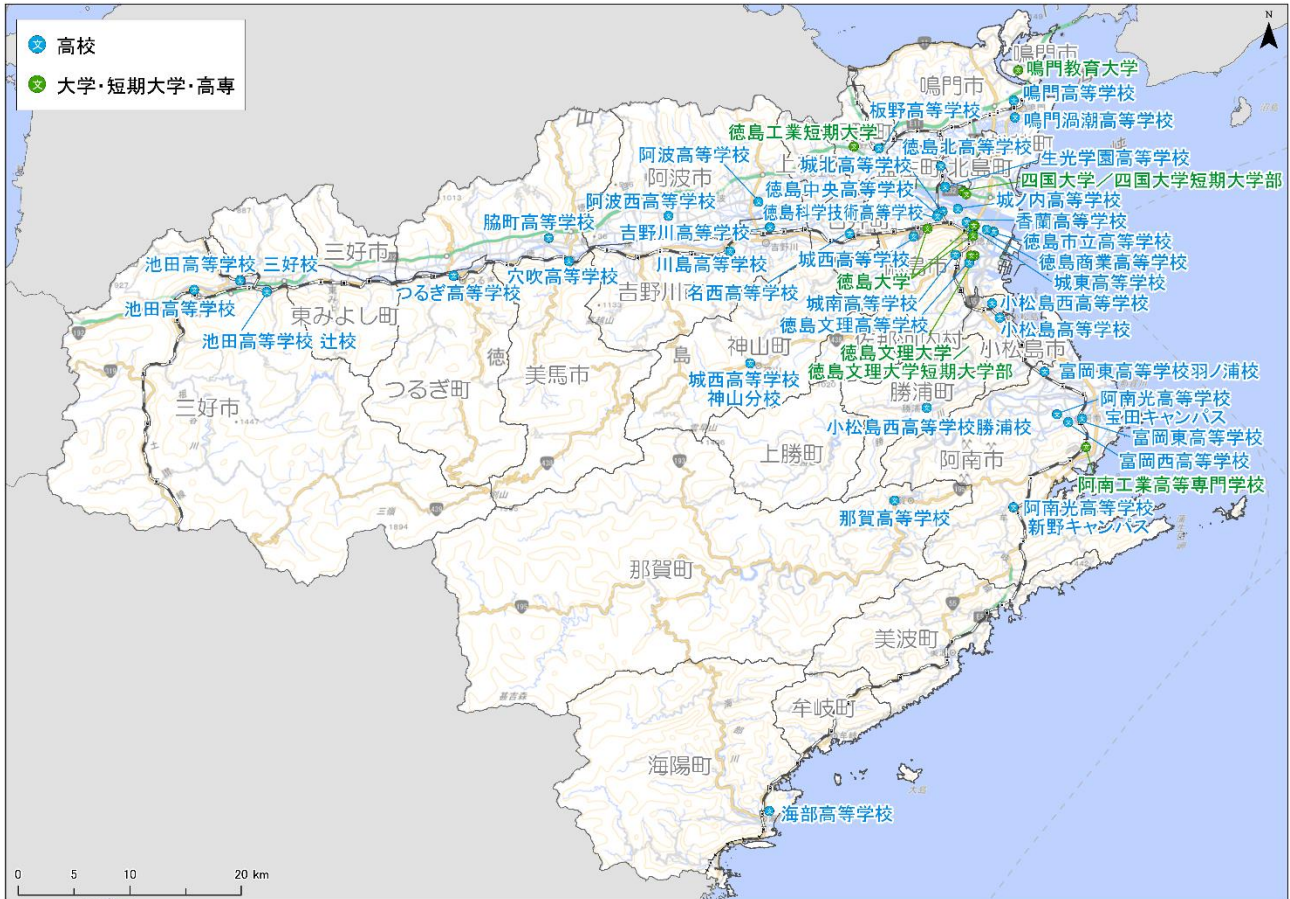 高校
大学・短期大学・高専
N
鳴門市
鳴門教育大学
鳴門市
鳴門高等学校
板野高等学校
鳴門渦潮高等学校
徳島工業短期大学
徳島北高等学校
阿波高等学校
城北高等学校
北島町
生光学園高等学校
阿波市
徳島中央高等学校
四国大学／四国大学短期大学部
阿波西高等学校
徳島科学技術高等学校
城ノ内高等学校
香蘭高等学校
脇町高等学校
吉野川高等学校
徳島市立高等学校
三好市
徳島商業高等学校
池田高等学校 三好校
穴吹高等学校
川島高等学校
城西高等学校
徳島大学
城東高等学校
つるぎ高等学校
名西高等学校
城南高等学校
小松島西高等学校
池田高等学校
東みよし町
徳島文理高等学校
小松島高等学校
池田高等学校 辻校
神山町
佐那河内村
小松島市
徳島文理大学／
徳島文理大学短期大学部
つるぎ町
美馬市
城西高等学校
神山分校
富岡東高等学校羽ノ浦校
三好市
勝浦町
阿南光高等学校
宝田キャンパス
小松島西高等学校勝浦校
富岡東高等学校
上勝町
阿南市
富岡西高等学校
阿南工業高等専門学校
那賀高等学校
阿南光高等学校
新野キャンパス
那賀町
美波町
牟岐町
海陽町
海部高等学校
0 5 10 20 km